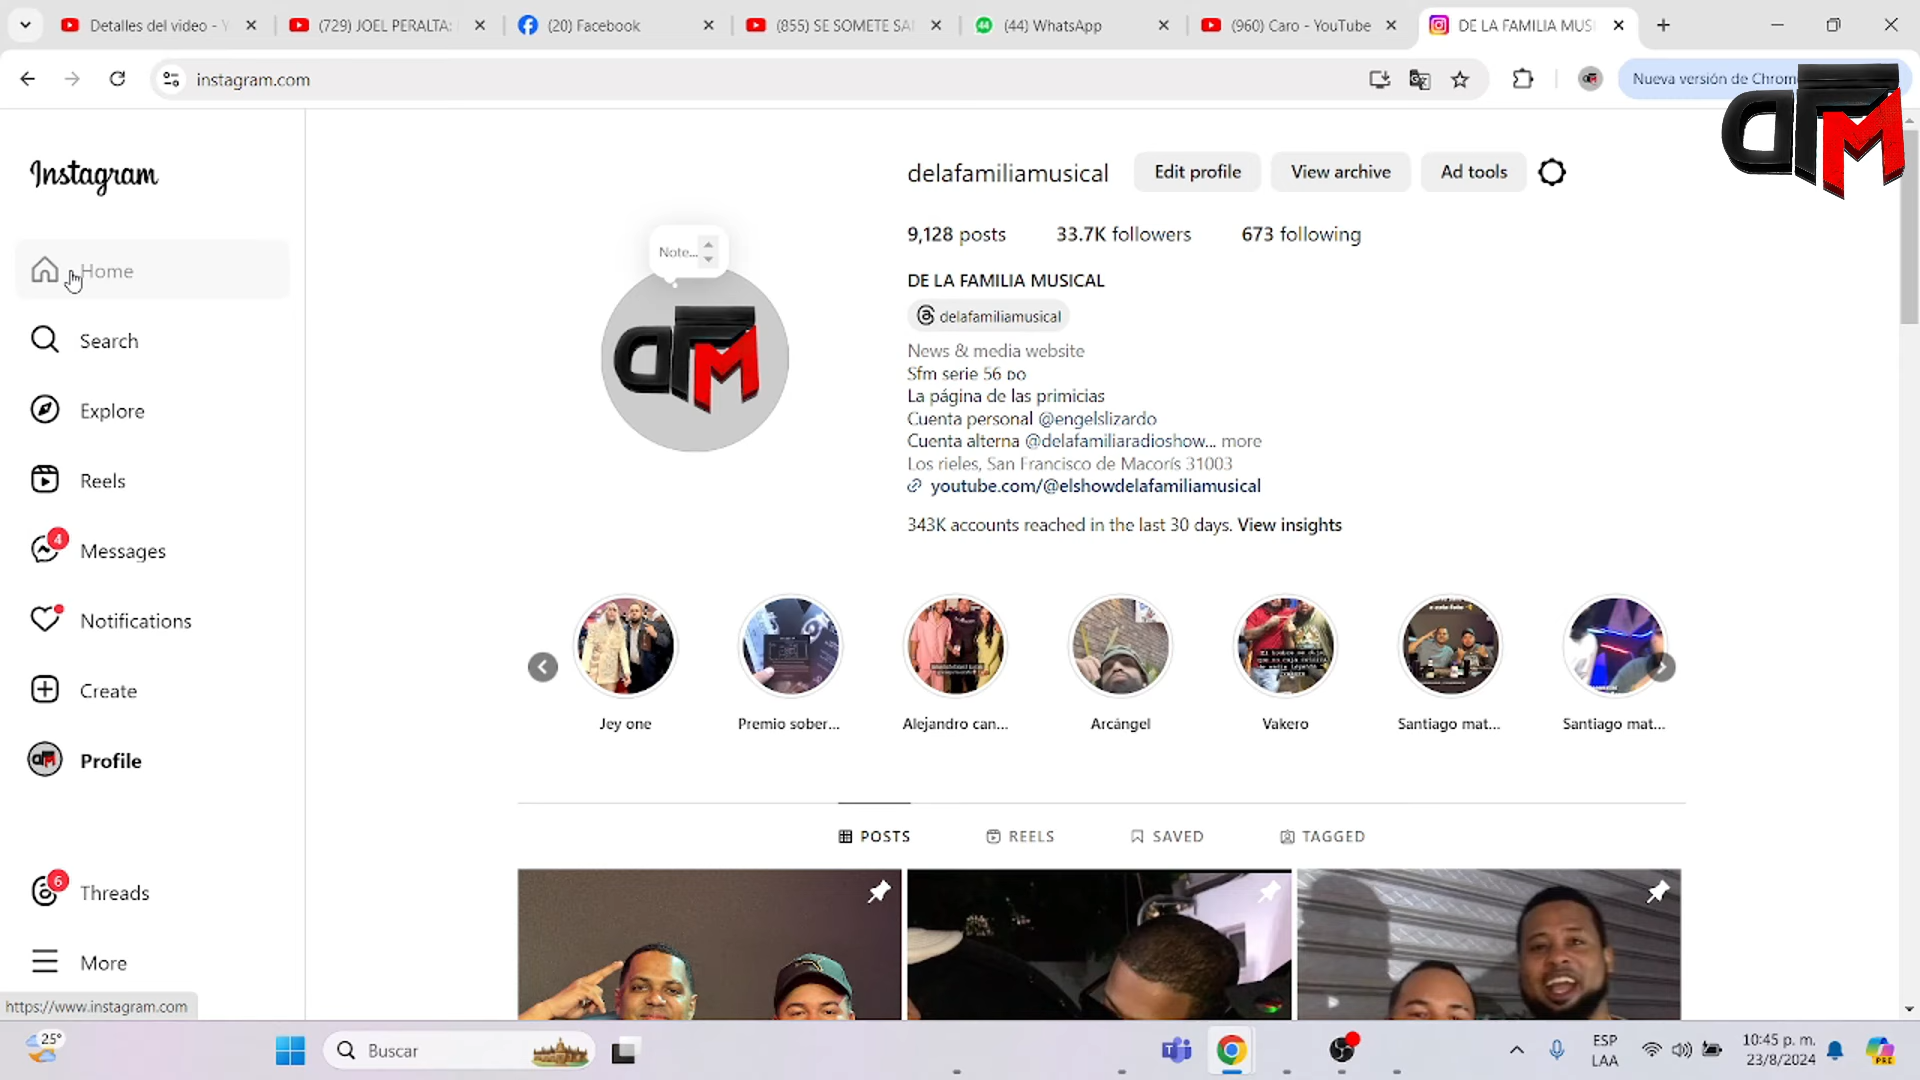 Detalles del video - Y
(729) JOEL PERALTA:
(20) Facebook
(855) SE SOMETE SA
(44) WhatsApp
(960) Caro - YouTube
DE LA FAMILIA MUS
instagram.com
Nueva versión de Chrom
DFM
Instagram
Home
Search
Explore
Reels
4
Messages
Notifications
Create
Profile
6
Threads
More
https://www.instagram.com
delafamiliamusical
Edit profile
View archive
Ad tools
9,128 posts
33.7K followers
673 following
Note...
DE LA FAMILIA MUSICAL
delafamiliamusical
News & media website
Sfm serie 56 po
La página de las primicias
Cuenta personal @engelslizardo
Cuenta alterna @delafamiliaradioshow... more
Los rieles, San Francisco de Macorís 31003
youtube.com/@elshowdelafamiliamusical
343K accounts reached in the last 30 days. View insights
DFM
Jey one
Premio sober...
Alejandro can...
Arcángel
Vakero
Santiago mat...
Santiago mat...
POSTS
REELS
SAVED
TAGGED
25°
Buscar
ESP
LAA
10:45 p. m.
23/8/2024
PRE